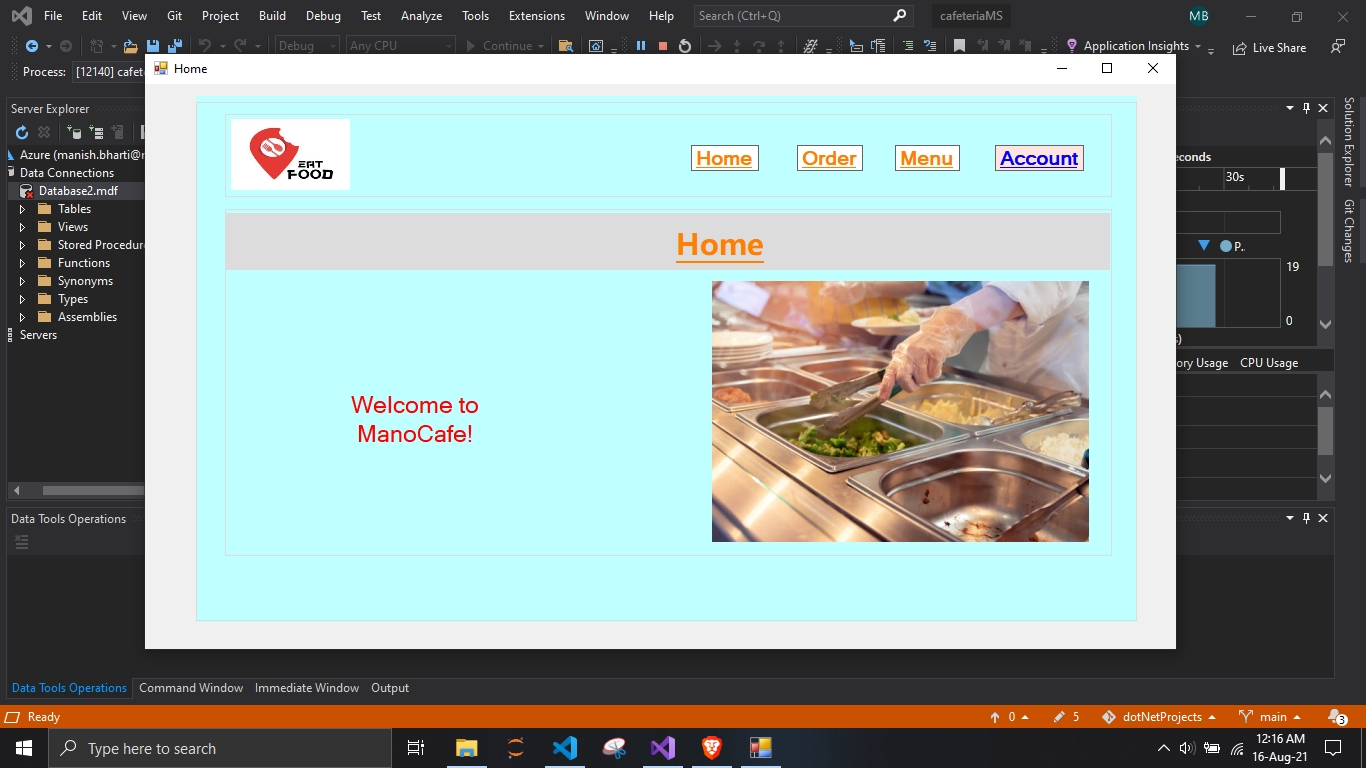 File Edit View Git Project Build Debug Test Analyze Tools Extensions Window Help Search (Ctrl+Q) cafeteriaMS MB
Debug Any CPU Continue Application Insights Live Share
Process: [12140] cafete
Home
Server Explorer
Azure (manish.bharti@
Data Connections
Database2.mdf
Tables
Views
Stored Procedur
Functions
Synonyms
Types
Assemblies
Servers
EAT
FOOD
Home Order Menu Account
Home
Welcome to
ManoCafe!
econds
30s
P..
19
0
s)
ory Usage CPU Usage
Solution Explorer
Git Changes
Data Tools Operations
Data Tools Operations Command Window Immediate Window Output
Ready 0 5 dotNetProjects main 3
Type here to search
12:16 AM
16-Aug-21